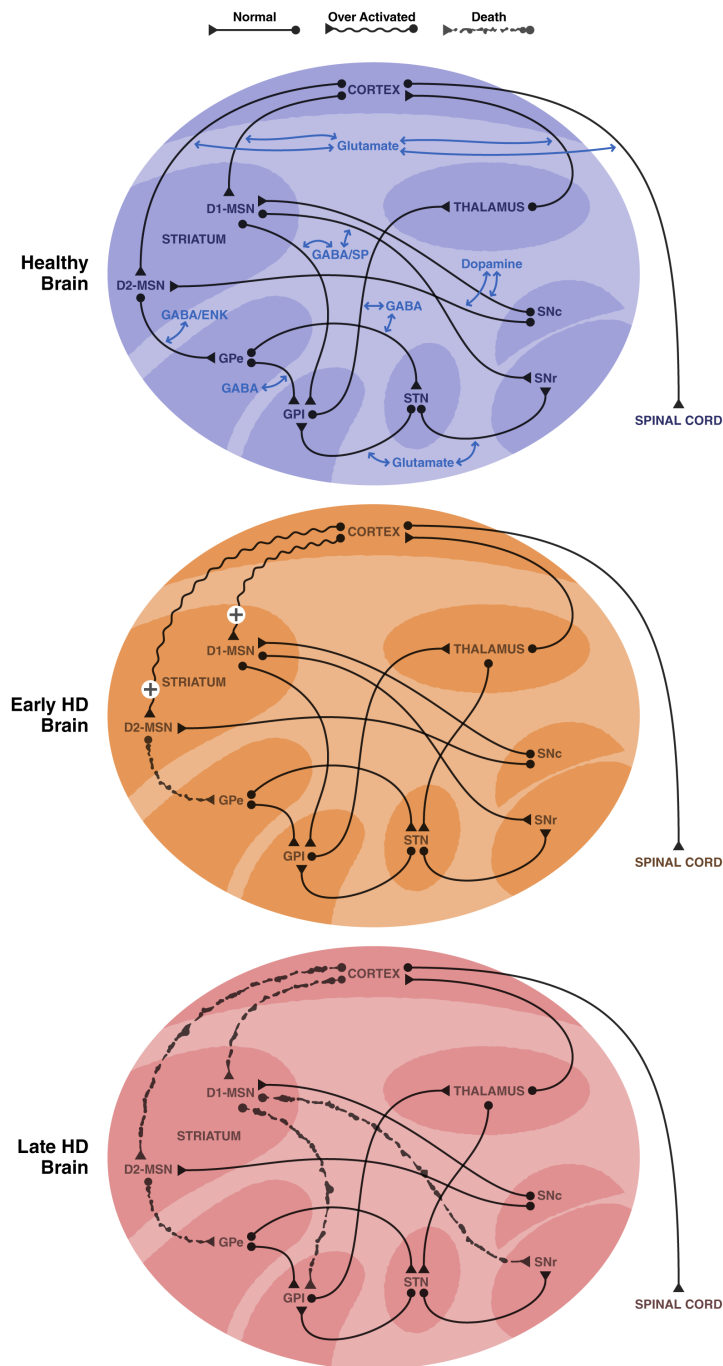 Normal Over Activated Death
CORTEX
Glutamate
D1-MSN THALAMUS
STRIATUM
GABA/SP
Healthy
Brain
Dopamine
D2-MSN
GABA/ENK GABA SNc
GPe
GABA SNr
STN
GPI
SPINAL CORD
Glutamate
CORTEX
+
D1-MSN THALAMUS
STRIATUM
+
Early HD
Brain
D2-MSN
SNc
GPe
SNr
STN
GPI
SPINAL CORD
CORTEX
D1-MSN THALAMUS
STRIATUM
Late HD
Brain
D2-MSN
SNc
GPe
SNr
STN
GPI
SPINAL CORD